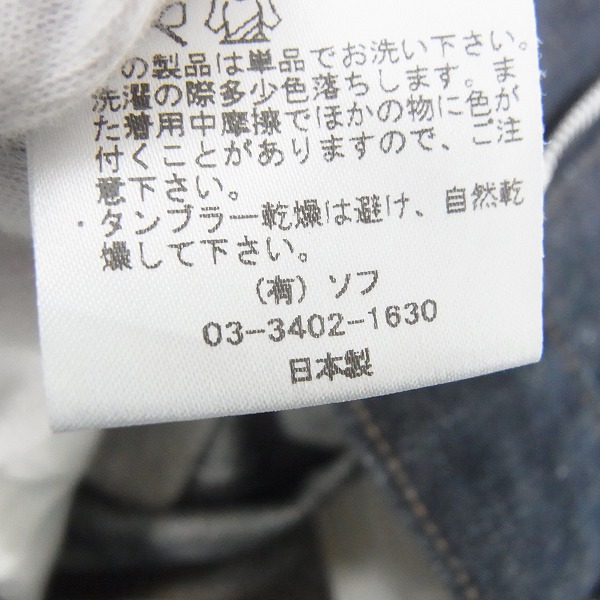 の製品は単品でお洗い下さい。
洗濯の際多少色落ちします。ま
た着用中摩擦でほかの物に色が
付くことがありますので、ご注
意下さい。
・タンブラー乾燥は避け、自然乾
燥して下さい。
(有)ソフ
03-3402-1630
日本製